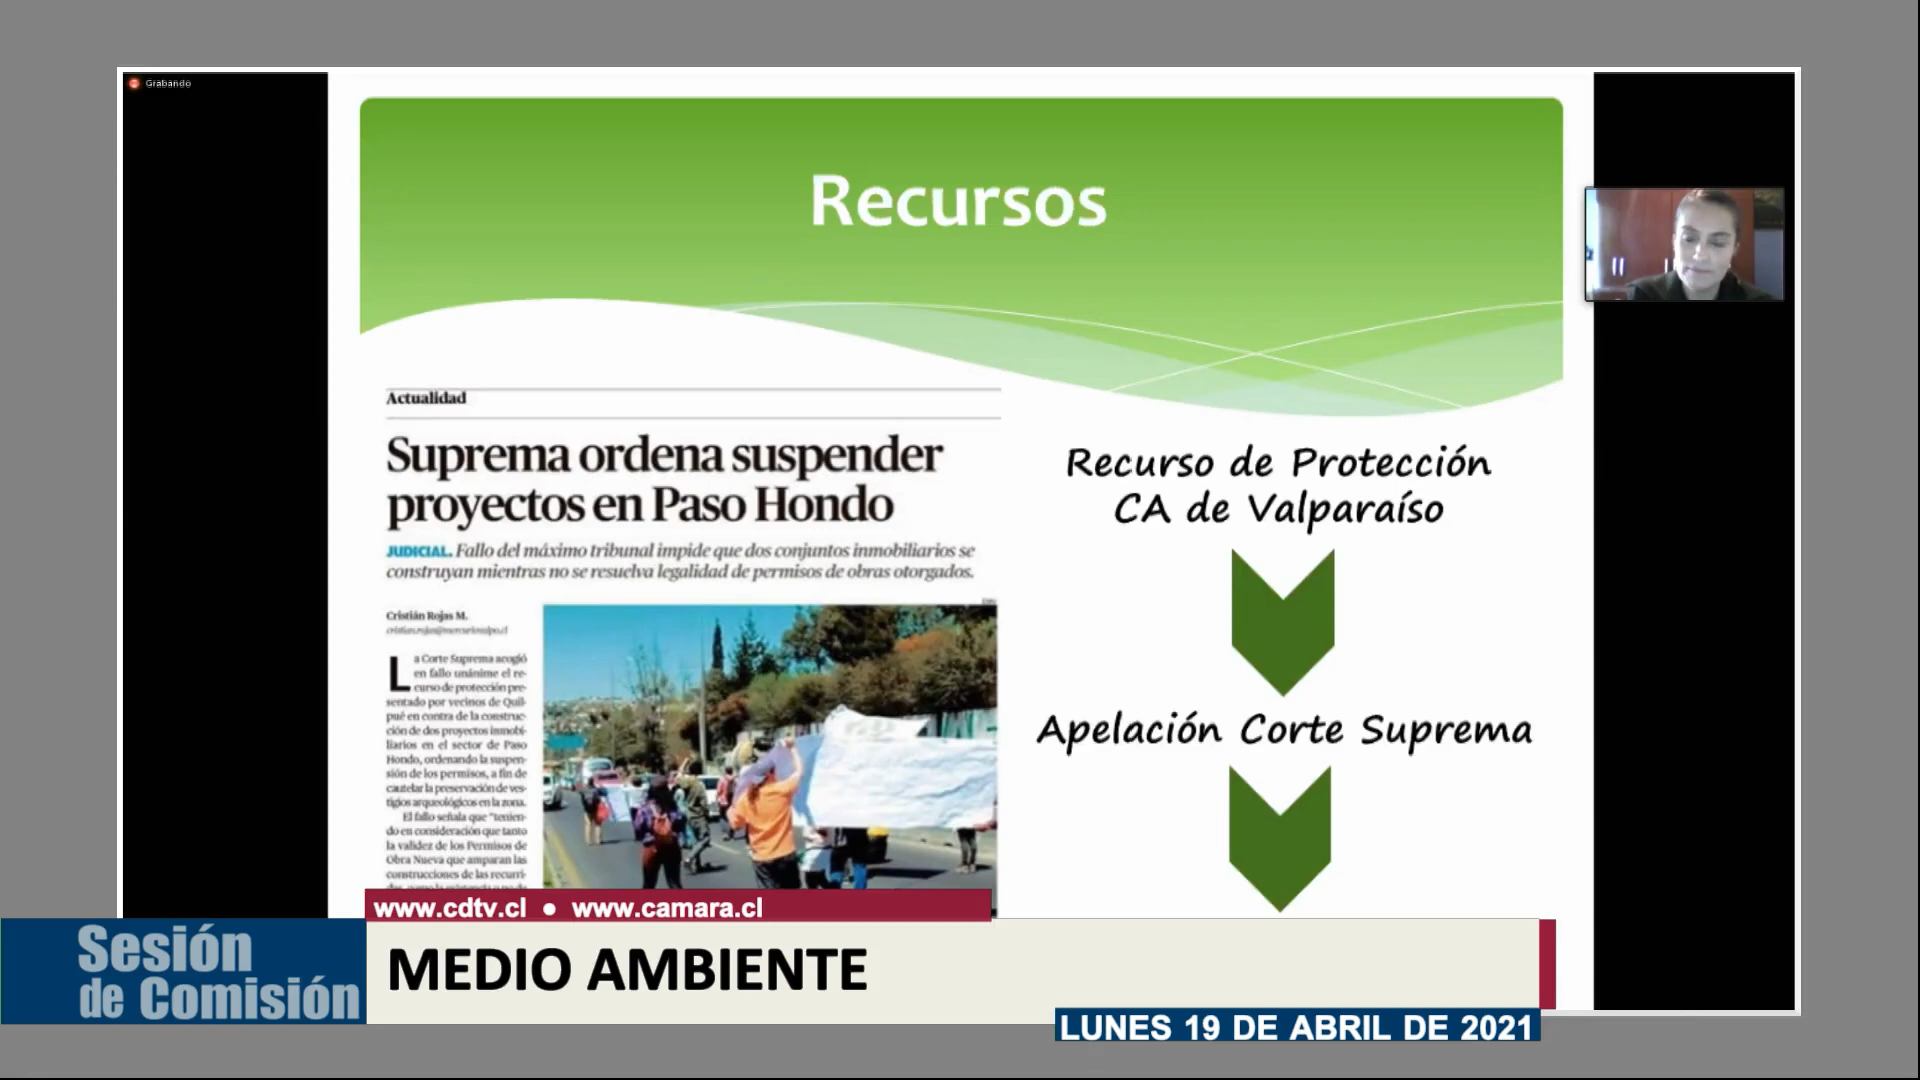 Grabando
Recursos
Actualidad
Suprema ordena suspender
proyectos en Paso Hondo
JUDICIAL. Fallo del máximo tribunal impide que dos conjuntos inmobiliarios se
construyan mientras no se resuelva legalidad de permisos de obras otorgados.
Cristián Rojas M.
cristian.rojas@mercuriovalpo.cl
La Corte Suprema acogió
en fallo unánime el re-
curso de protección pre-
sentado por vecinos de Quil-
pué en contra de la construc-
ción de dos proyectos inmobi-
liarios en el sector de Paso
Hondo, ordenando la suspen-
sión de los permisos, a fin de
cautelar la preservación de ves-
tigios arqueológicos en la zona.
El fallo señala que "tenien-
do en consideración que tanto
la validez de los Permisos de
Obra Nueva que amparan las
construcciones de las recurri-
Recurso de Protección
CA de Valparaíso
Apelación Corte Suprema
www.cdtv.cl ● www.camara.cl
Sesión
de Comisión
MEDIO AMBIENTE
LUNES 19 DE ABRIL DE 2021